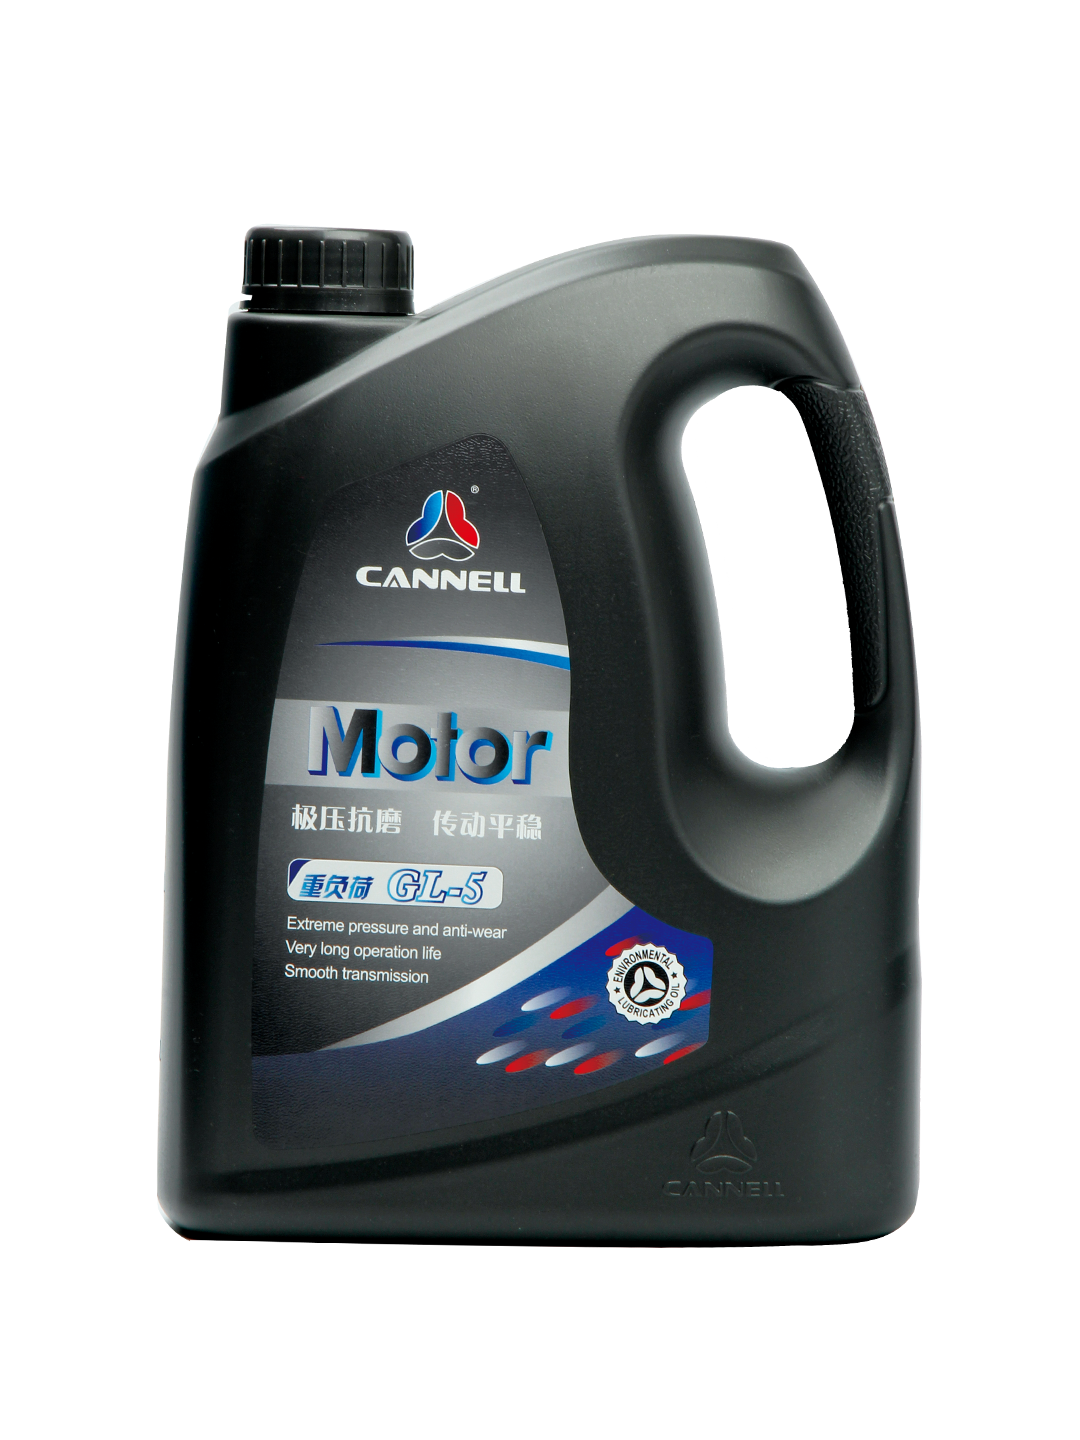 ®
CANNELL
Motor
极压抗磨 传动平稳
重负荷 GL-5
Extreme pressure and anti-wear
Very long operation life
Smooth transmission
ENVIRONMENTAL
LUBRICATING OIL
CANNELL